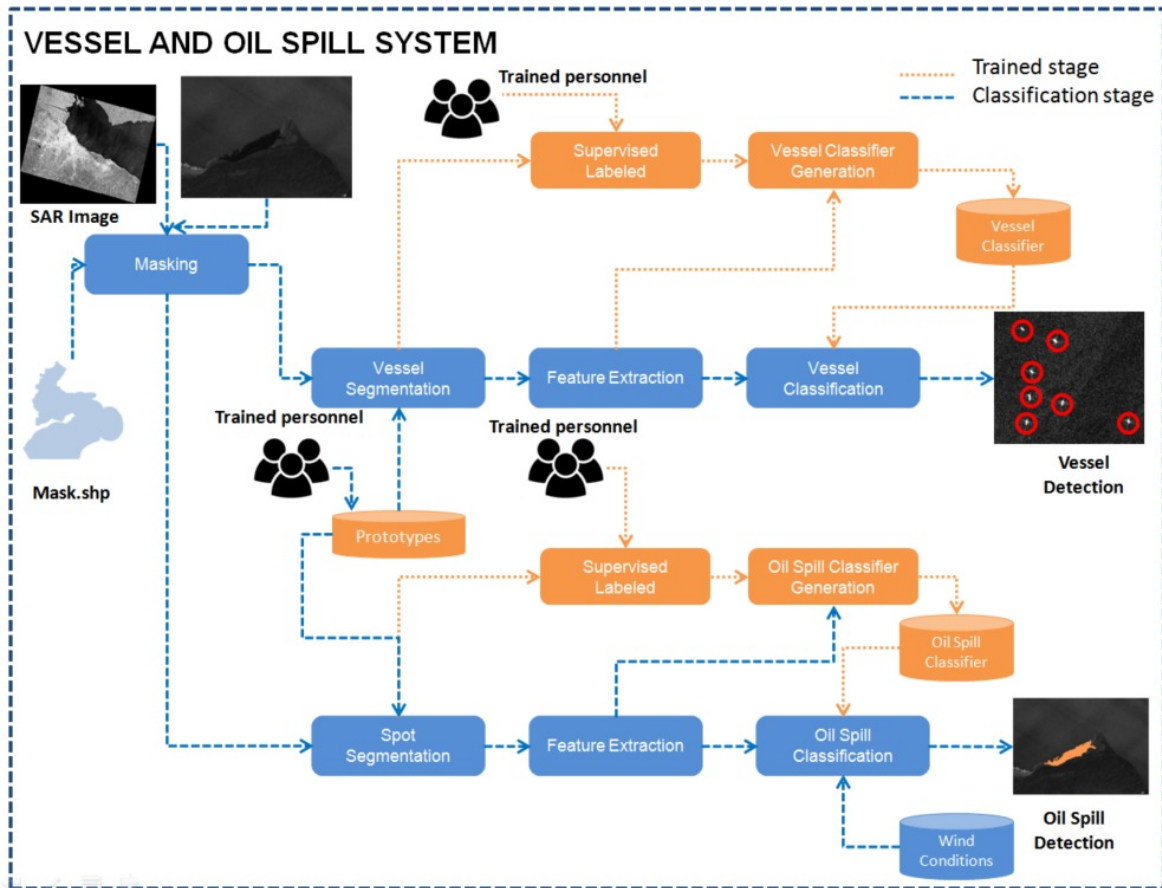 VESSEL AND OIL SPILL SYSTEM
Trained personnel
Trained stage
Classification stage
SAR Image
Supervised
Labeled
Vessel Classifier
Generation
Vessel
Classifier
Masking
Vessel
Segmentation
Feature Extraction
Vessel
Classification
Trained personnel
Trained personnel
Vessel
Detection
Mask.shp
Prototypes
Supervised
Labeled
Oil Spill Classifier
Generation
Oil Spill
Classifier
Spot
Segmentation
Feature Extraction
Oil Spill
Classification
Oil Spill
Detection
Wind
Conditions